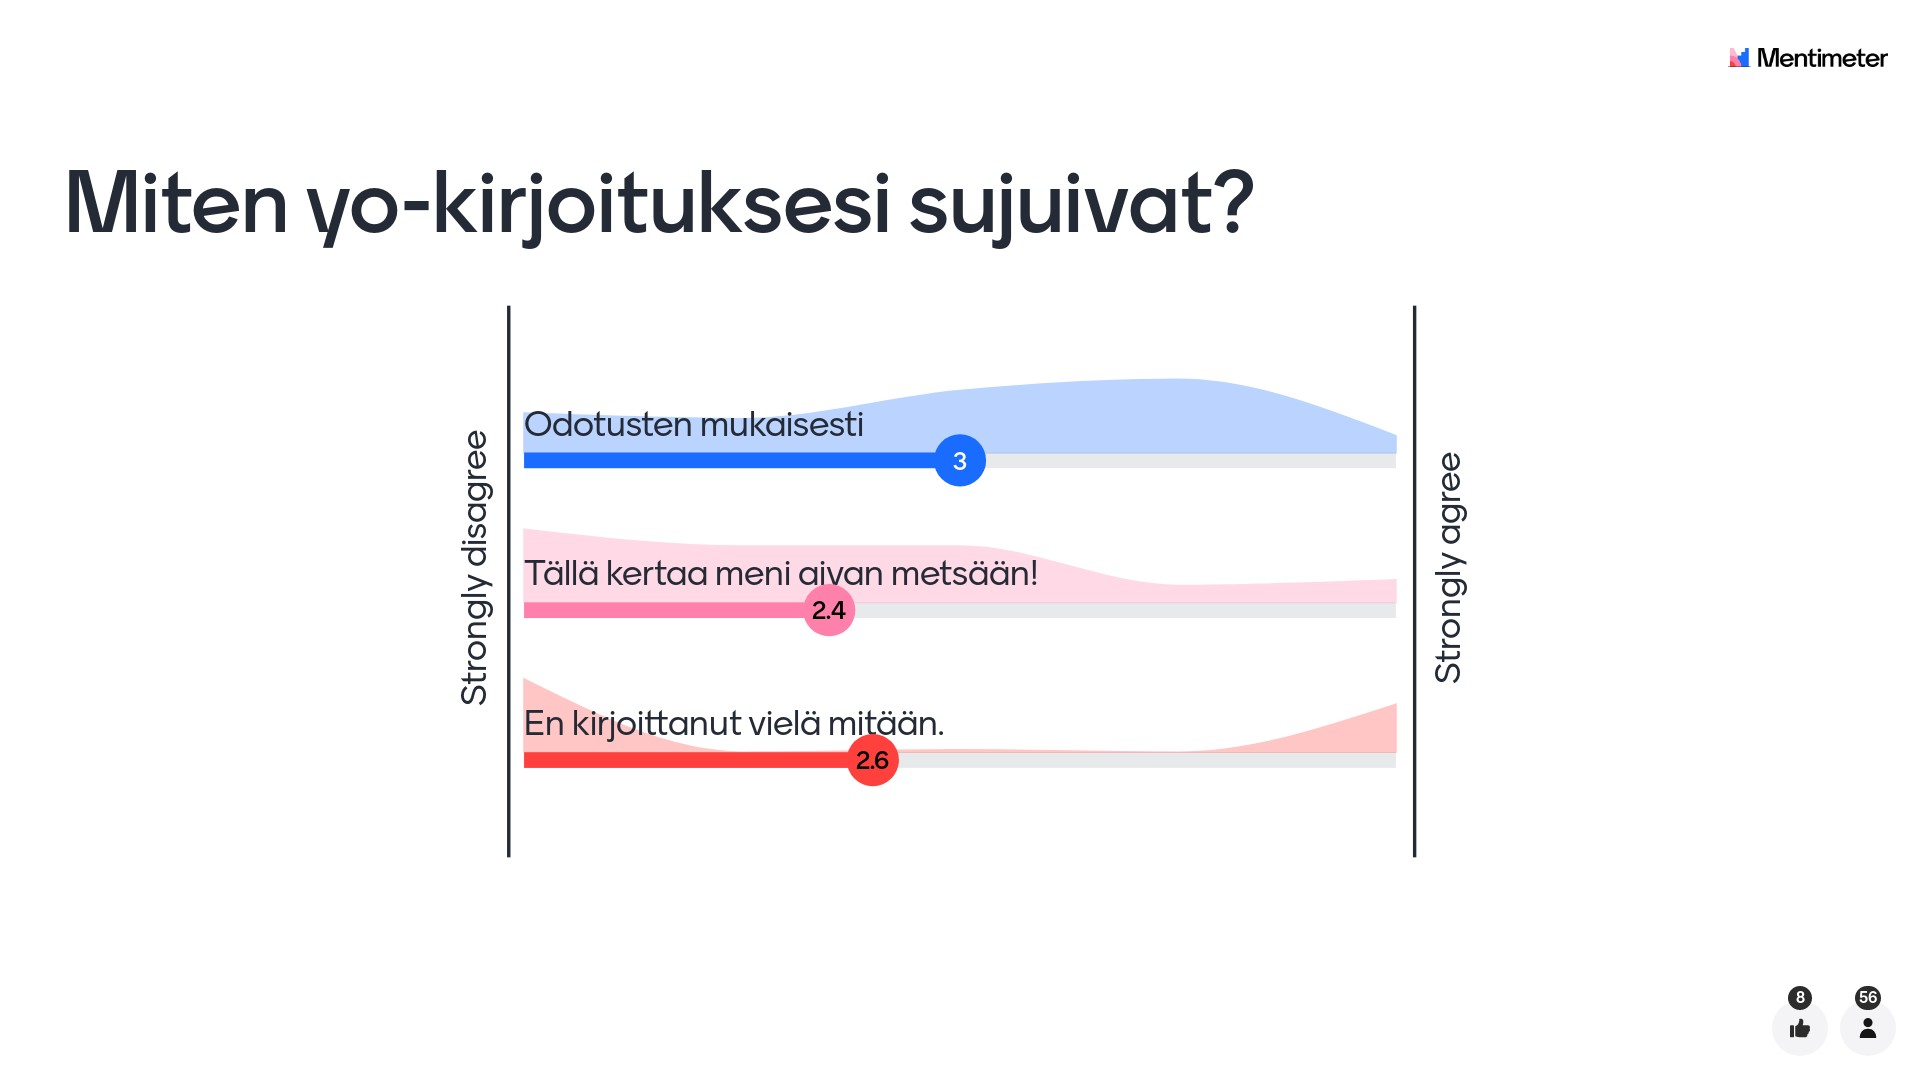 Mentimeter
Miten yo-kirjoituksesi sujuivat?
Strongly disagree
Odotusten mukaisesti
3
Tällä kertaa meni aivan metsään!
2.4
En kirjoittanut vielä mitään.
2.6
Strongly agree
8
56